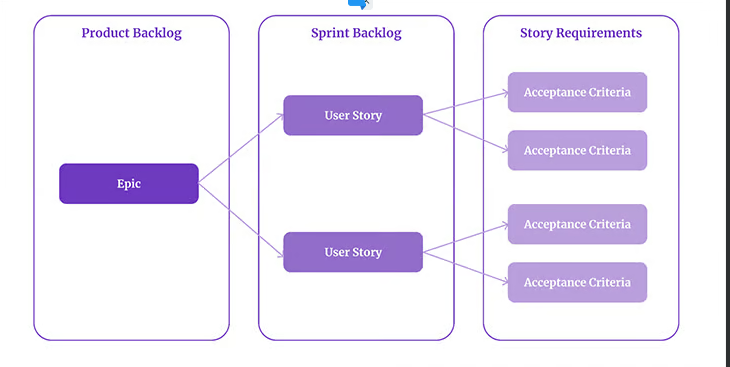 Product Backlog
Epic
Sprint Backlog
User Story
User Story
Story Requirements
Acceptance Criteria
Acceptance Criteria
Acceptance Criteria
Acceptance Criteria